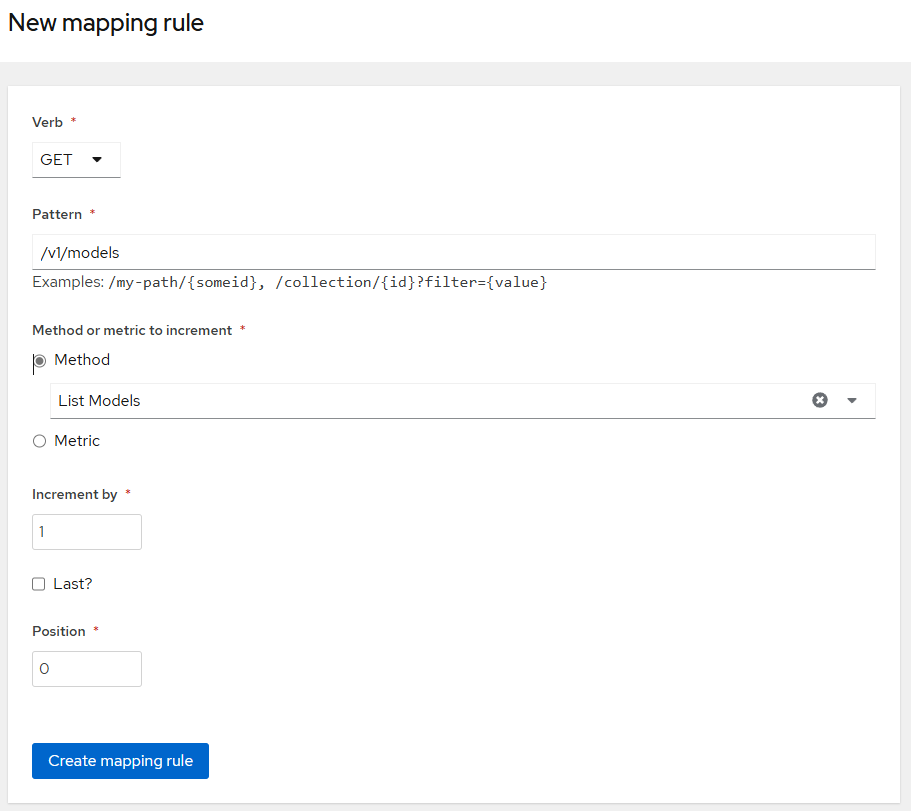 New mapping rule
Verb *
GET
Pattern *
/v1/models
Examples: /my-path/{someid}, /collection/{id}?filter={value}
Method or metric to increment *
Method
List Models
Metric
Increment by *
1
Last?
Position *
0
Create mapping rule